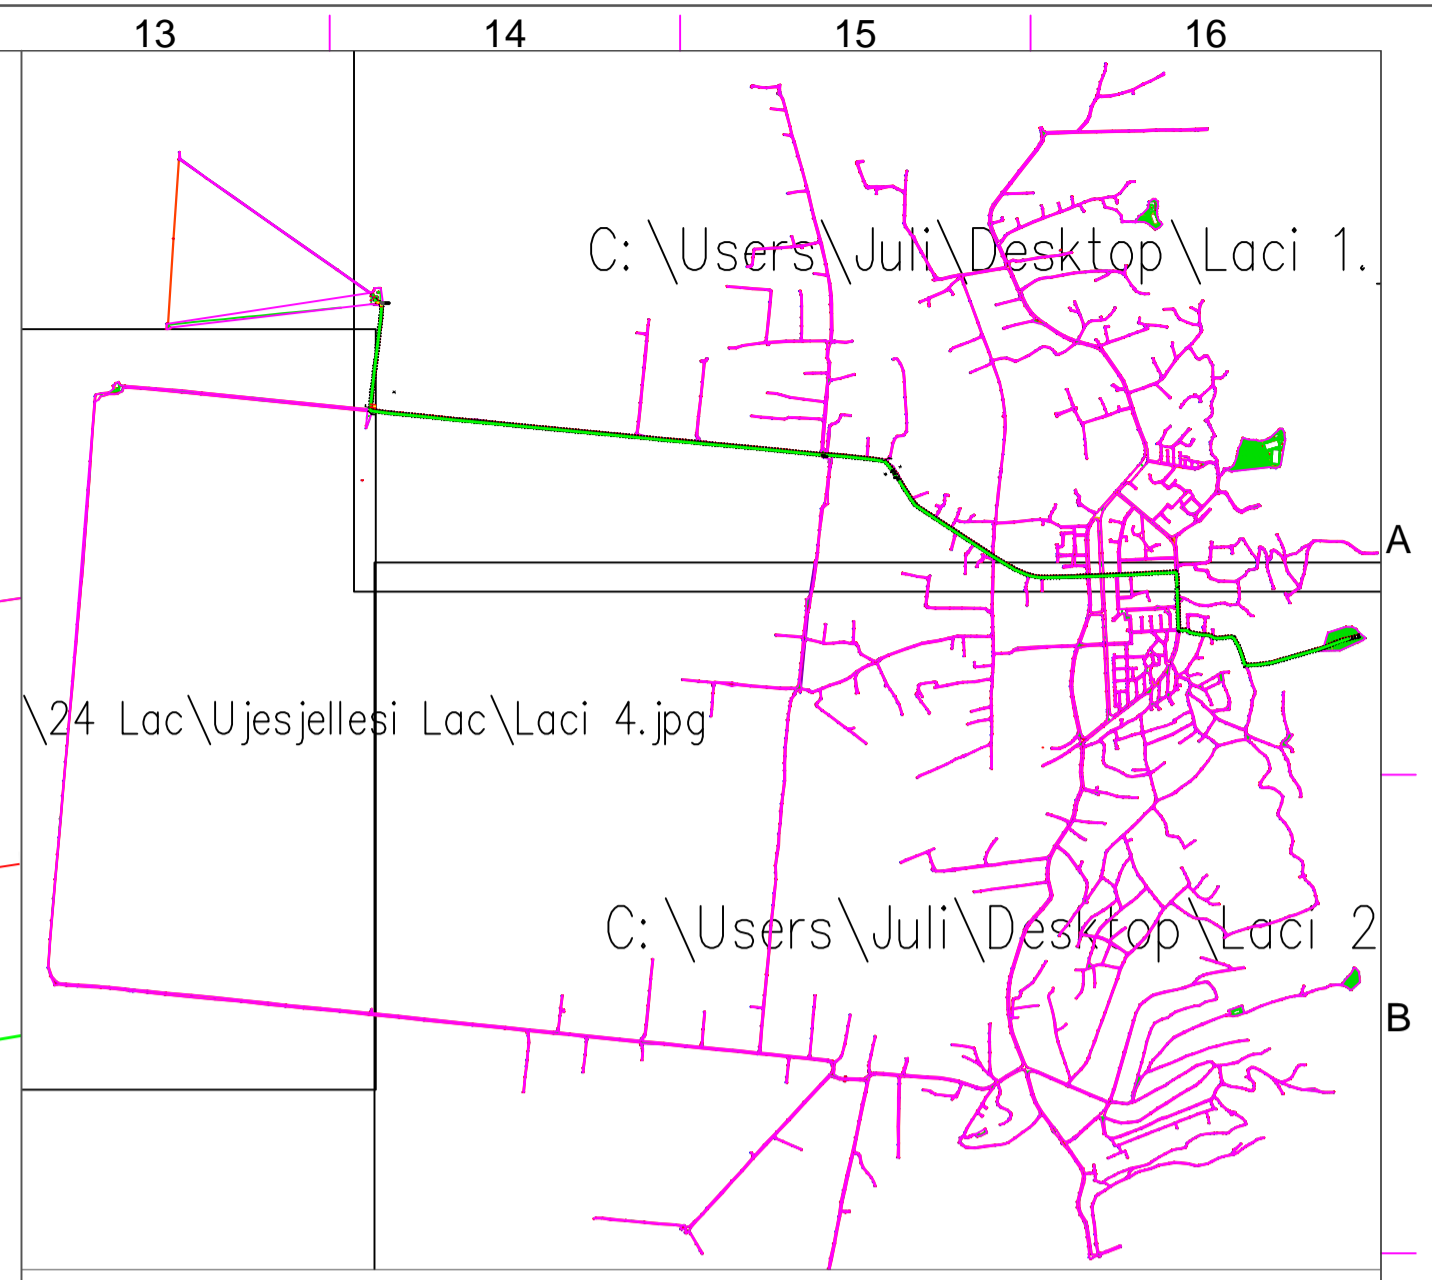 13 14 15 16
C:\Users\Juli\Desktop\Laci 1.
A
\24 Lac\Ujesjellesi Lac\Laci 4.jpg
C:\Users\Juli\Desktop\Laci 2
B